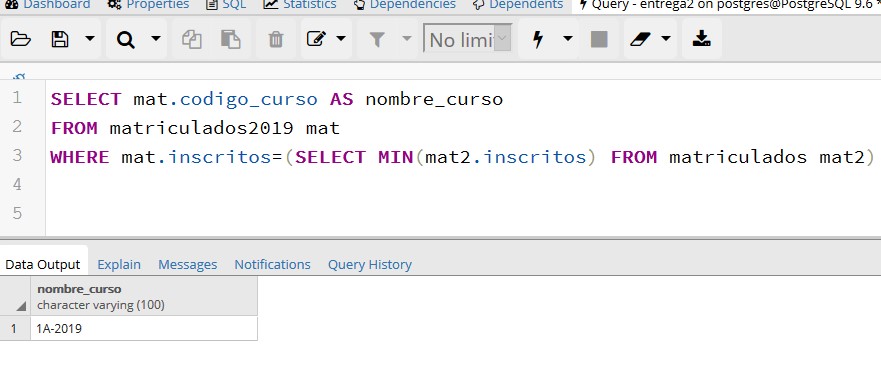 Dashboard Properties SQL Statistics Dependencies Dependents Query - entrega2 on postgres@PostgreSQL 9.6 *
No limi
1 SELECT mat.codigo_curso AS nombre_curso
2 FROM matriculados2019 mat
3 WHERE mat.inscritos=(SELECT MIN(mat2.inscritos) FROM matriculados mat2)
4
5
Data Output Explain Messages Notifications Query History
nombre_curso
character varying (100)
1 1A-2019